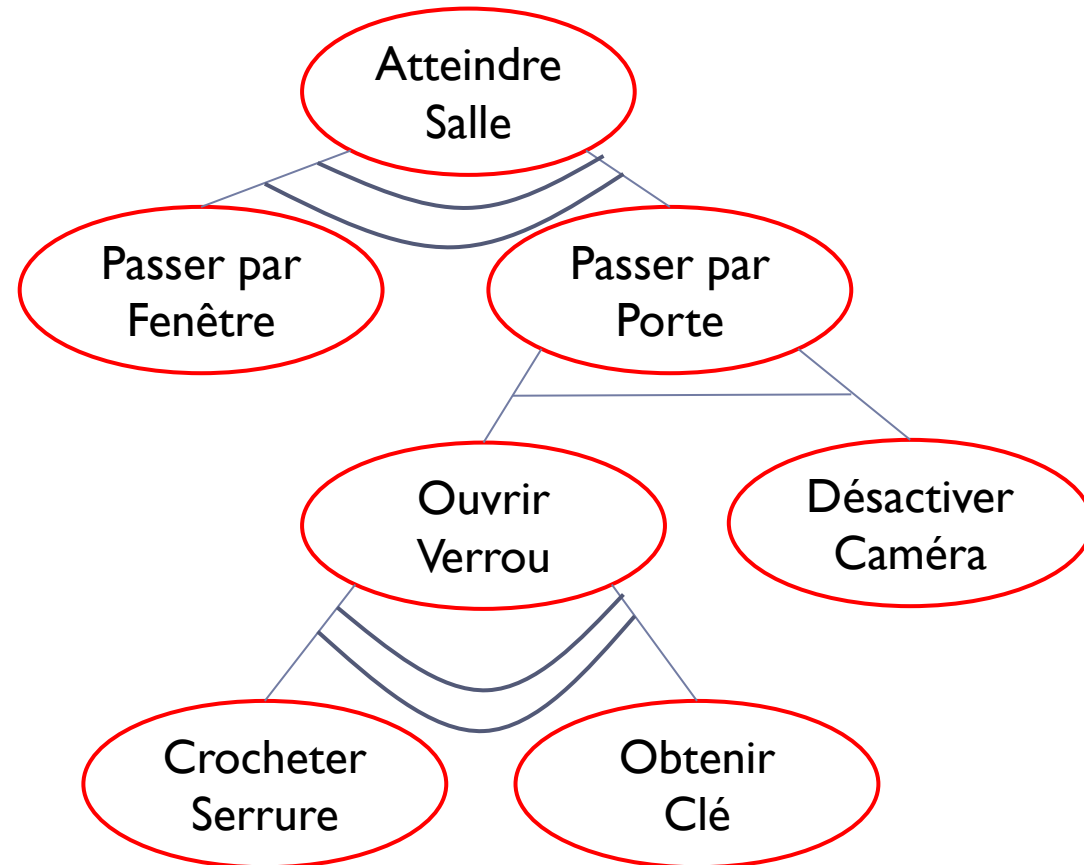 Atteindre
Salle
Passer par
Fenêtre
Passer par
Porte
Ouvrir
Verrou
Désactiver
Caméra
Crocheter
Serrure
Obtenir
Clé